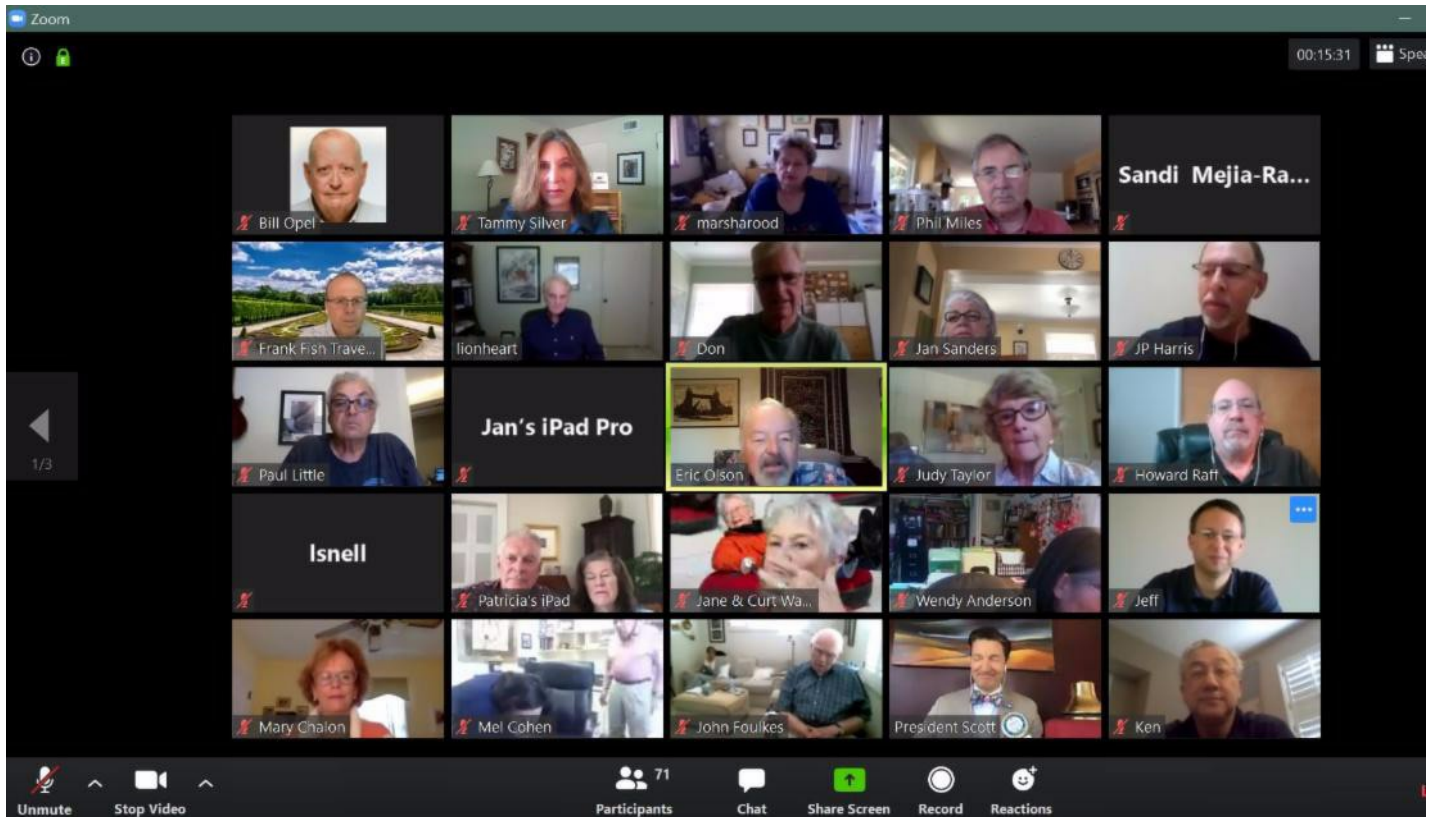 Zoom
00:15:31
Spea
Bill Opel
Tammy Silver
marsharood
Phil Miles
Sandi Mejia-Ra...
Frank Fish Trave...
lionheart
Don
Jan Sanders
JP Harris
1/3
Paul Little
Jan's iPad Pro
Eric Olson
Judy Taylor
Howard Raff
lsnell
Patricia's iPad
Jane & Curt Wa...
Wendy Anderson
Jeff
Mary Chalon
Mel Cohen
John Foulkes
President Scott
Ken
71
Unmute
Stop Video
Participants
Chat
Share Screen
Record
Reactions